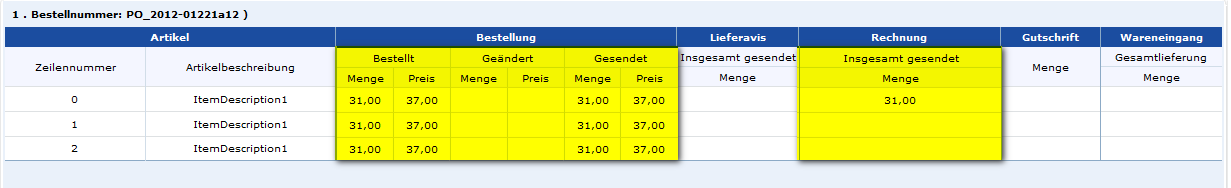 1 . Bestellnummer: PO_2012-01221a12 )
Artikel Bestellung Lieferavis Rechnung Gutschrift Wareneingang
Zeilennummer Artikelbeschreibung Bestellt Geändert Gesendet Insgesamt gesendet Insgesamt gesendet Menge Gesamtlieferung
Menge Preis Menge Preis Menge Preis Menge Menge Menge
0 ItemDescription1 31,00 37,00 31,00 37,00 31,00
1 ItemDescription1 31,00 37,00 31,00 37,00
2 ItemDescription1 31,00 37,00 31,00 37,00